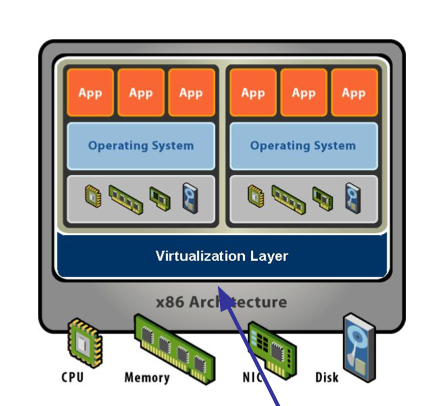 App App App App App App
Operating System Operating System
Virtualization Layer
x86 Architecture
CPU Memory NIC Disk